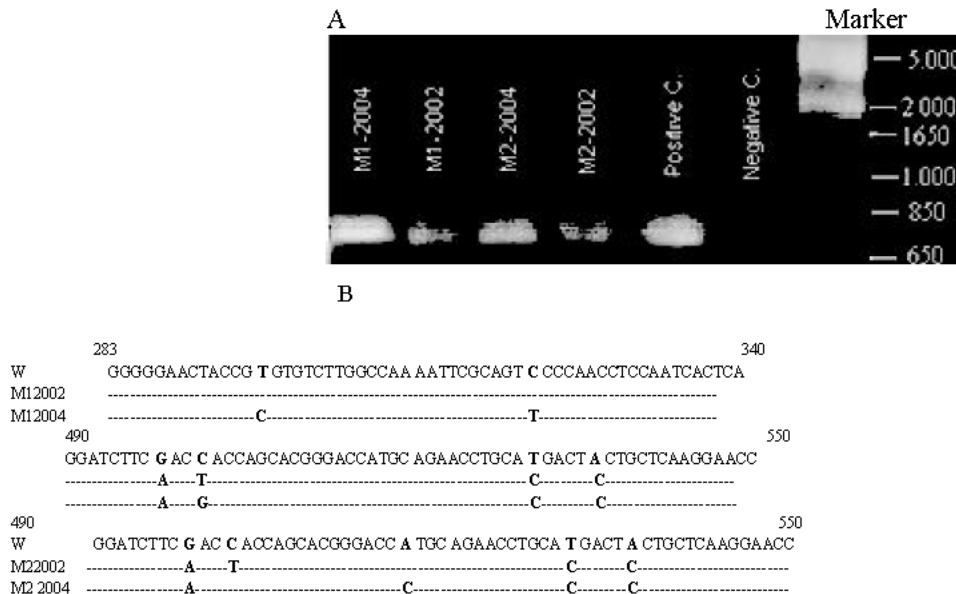 A
Marker
M1-2004
M1-2002
M2-2004
M2-2002
Positive C.
Negative C.
5.000
2 000
1650
1.000
850
650
B
283 340
W GGGGGAACTACCG T GTGTCTTGGCCAA AATTCGCAGT C CCCAACCTCCAATCACTCA
M12002 ----------------------------------------------------------
M12004 --------------C--------------------------T------------------
490 550
GGATCTTC G AC C ACCAGCACGGGACCATGC AGAACCTGCA T GACT A CTGCTCAAGGAACC
---------A----T------------------------------C--------C--------------
---------A----G------------------------------C--------C--------------
490 550
W GGATCTTC G AC C ACCAGCACGGGACC A TGC AGAACCTGCA T GACT A CTGCTCAAGGAACC
M22002 ---------A----T------------------------------C--------C--------------
M2 2004 ---------A-------------------C---------------C--------C--------------